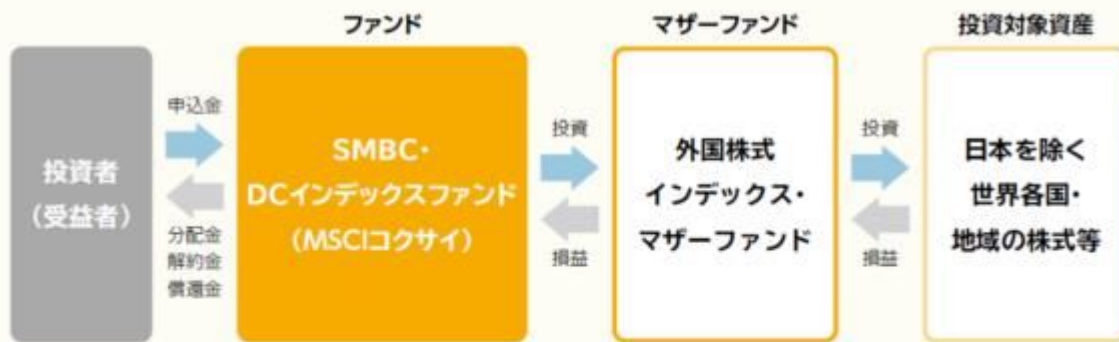 ファンド
マザーファンド
投資対象資産
投資者
（受益者）
申込金
分配金
解約金
償還金
SMBC・
DCインデックスファンド
（MSCIコクサイ）
投資
損益
外国株式
インデックス・
マザーファンド
投資
損益
日本を除く
世界各国・
地域の株式等